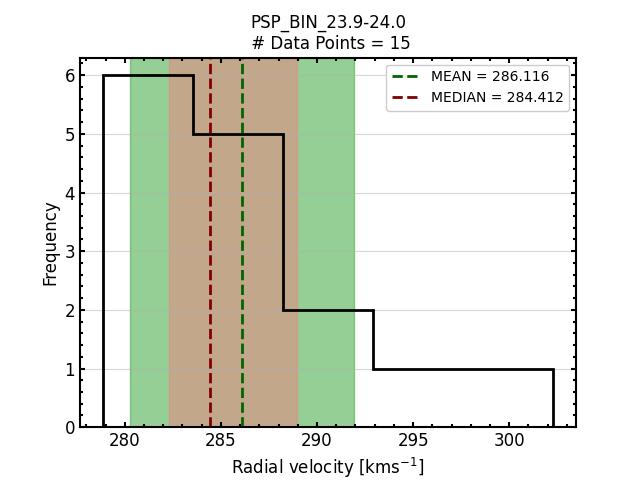 PSP_BIN_23.9-24.0
# Data Points = 15
MEAN = 286.116
MEDIAN = 284.412
6
5
4
3
2
1
0
Frequency
280 285 290 295 300
Radial velocity [kms⁻¹]